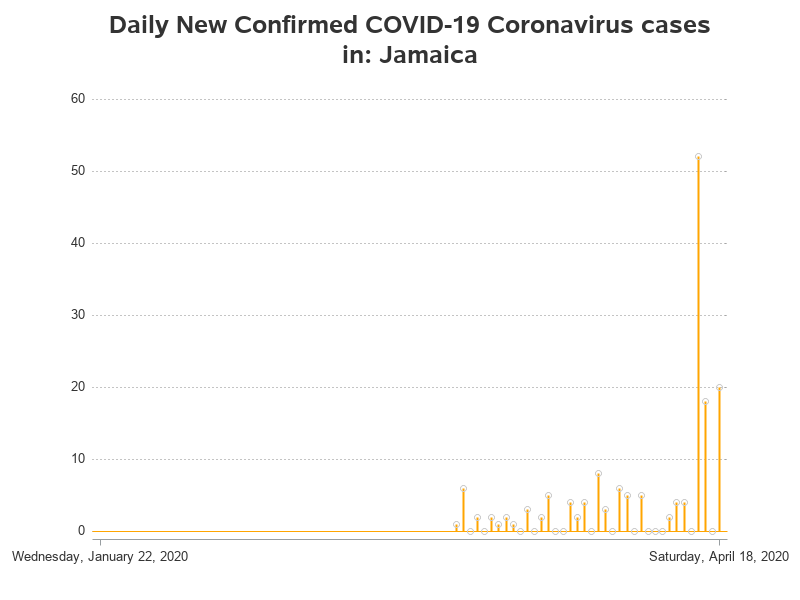 Daily New Confirmed COVID-19 Coronavirus cases
in: Jamaica
60
50
40
30
20
10
0
Wednesday, January 22, 2020
Saturday, April 18, 2020